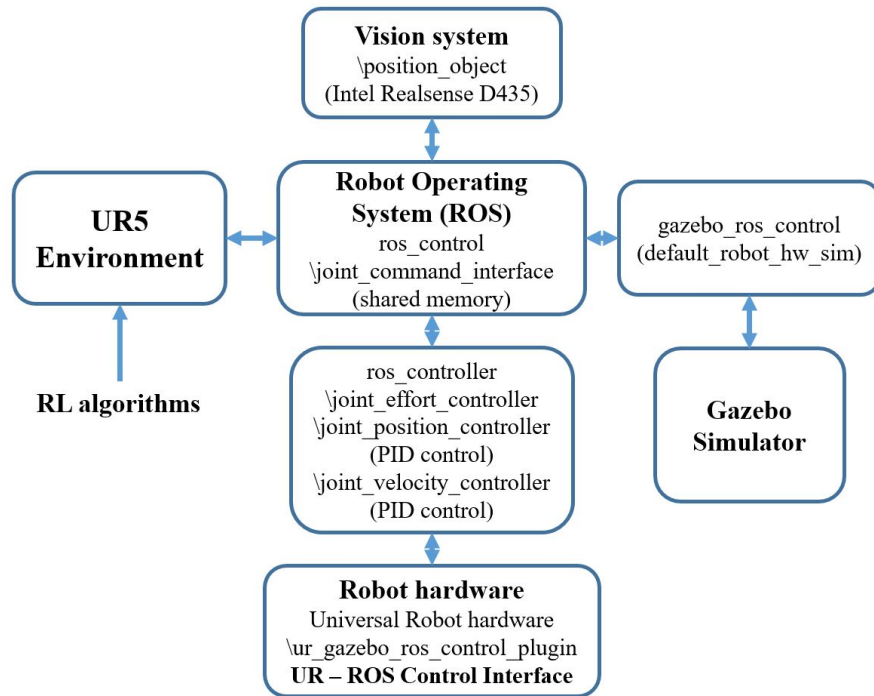 Vision system
\position_object
(Intel Realsense D435)
UR5
Environment
RL algorithms
Robot Operating
System (ROS)
ros_control
\joint_command_interface
(shared memory)
gazebo_ros_control
(default_robot_hw_sim)
Gazebo
Simulator
ros_controller
\joint_effort_controller
\joint_position_controller
(PID control)
\joint_velocity_controller
(PID control)
Robot hardware
Universal Robot hardware
\ur_gazebo_ros_control_plugin
UR – ROS Control Interface